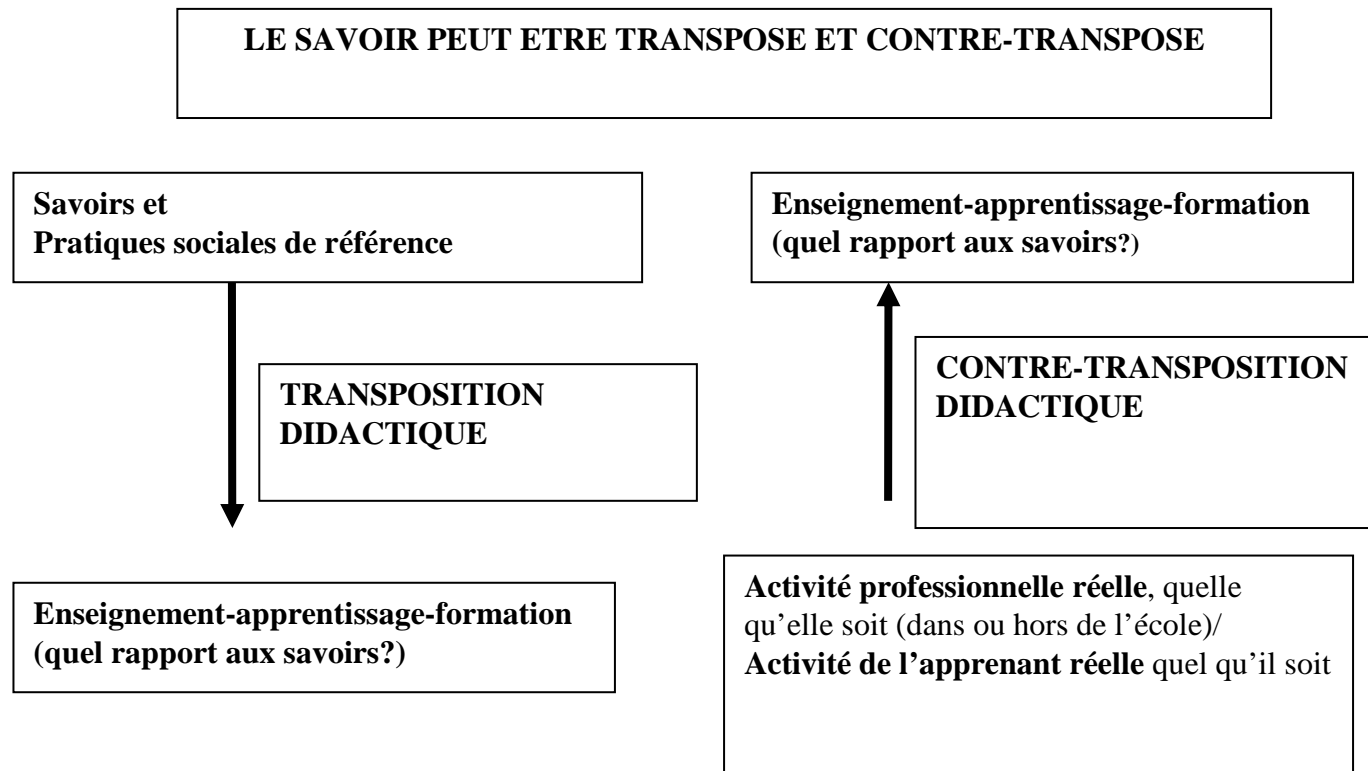 LE SAVOIR PEUT ETRE TRANSPOSE ET CONTRE-TRANSPOSE
Savoirs et
Pratiques sociales de référence
Enseignement-apprentissage-formation
(quel rapport aux savoirs?)
TRANSPOSITION
DIDACTIQUE
CONTRE-TRANSPOSITION
DIDACTIQUE
Enseignement-apprentissage-formation
(quel rapport aux savoirs?)
Activité professionnelle réelle, quelle
qu’elle soit (dans ou hors de l’école)/
Activité de l’apprenant réelle quel qu’il soit